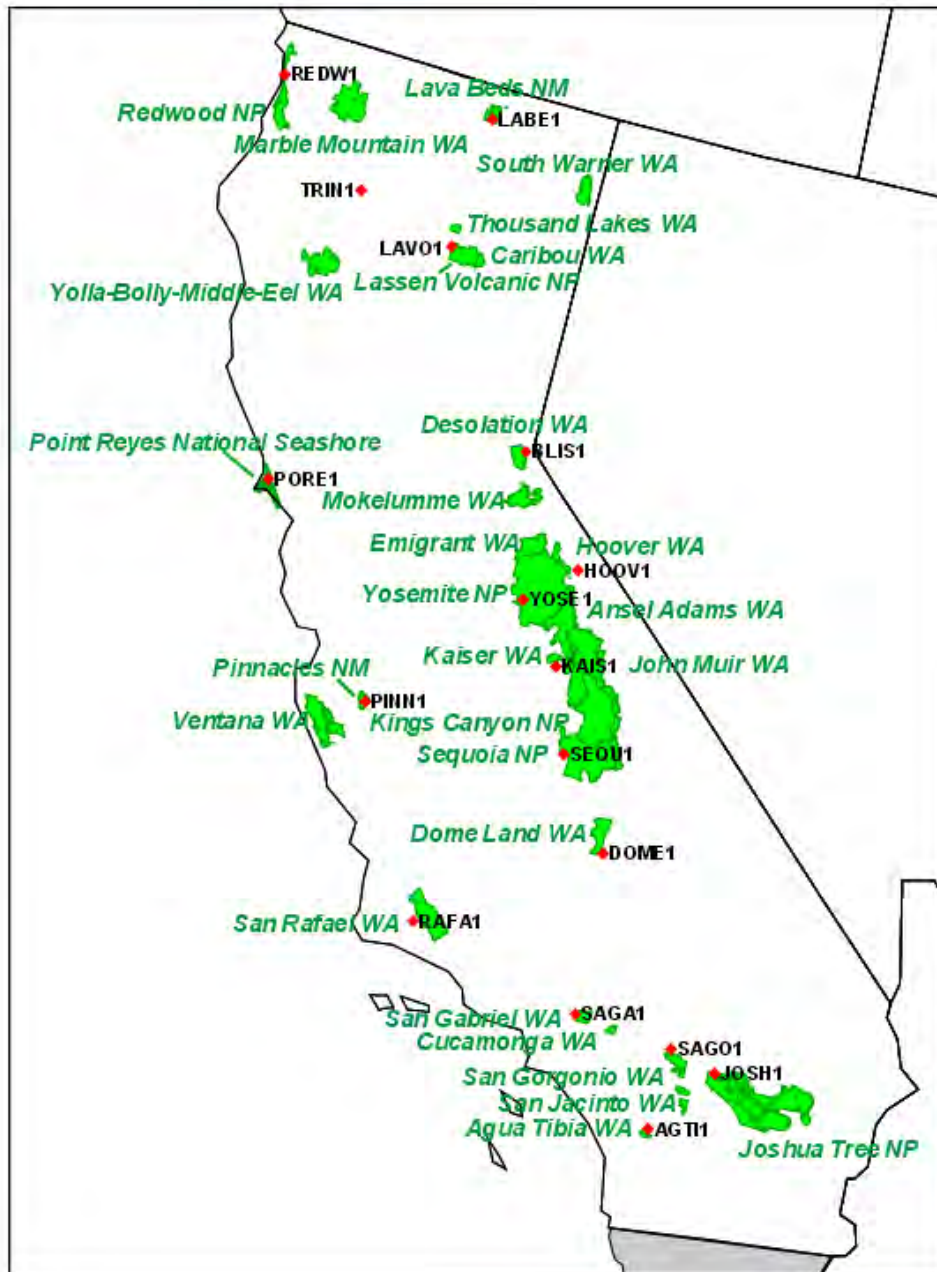 REDW1
Lava Beds NM
Redwood NP
LABE1
Marble Mountain WA
South Warner WA
TRIN1
Thousand Lakes WA
LAVO1
Caribou WA
Lassen Volcanic NP
Yolla-Bolly-Middle-Eel WA
Desolation WA
Point Reyes National Seashore
BLIS1
PORE1
Mokelumme WA
Emigrant WA
Hoover WA
HOOV1
Yosemite NP
YOSE1
Ansel Adams WA
Kaiser WA
KAIS1
John Muir WA
Pinnacles NM
PINN1
Ventana WA
Kings Canyon NP
Sequoia NP
SEQU1
Dome Land WA
DOME1
San Rafael WA
RAFA1
San Gabriel WA
SAGA1
Cucamonga WA
SAGO1
San Gorgonio WA
JOSH1
San Jacinto WA
Agua Tibia WA
AGTI1
Joshua Tree NP